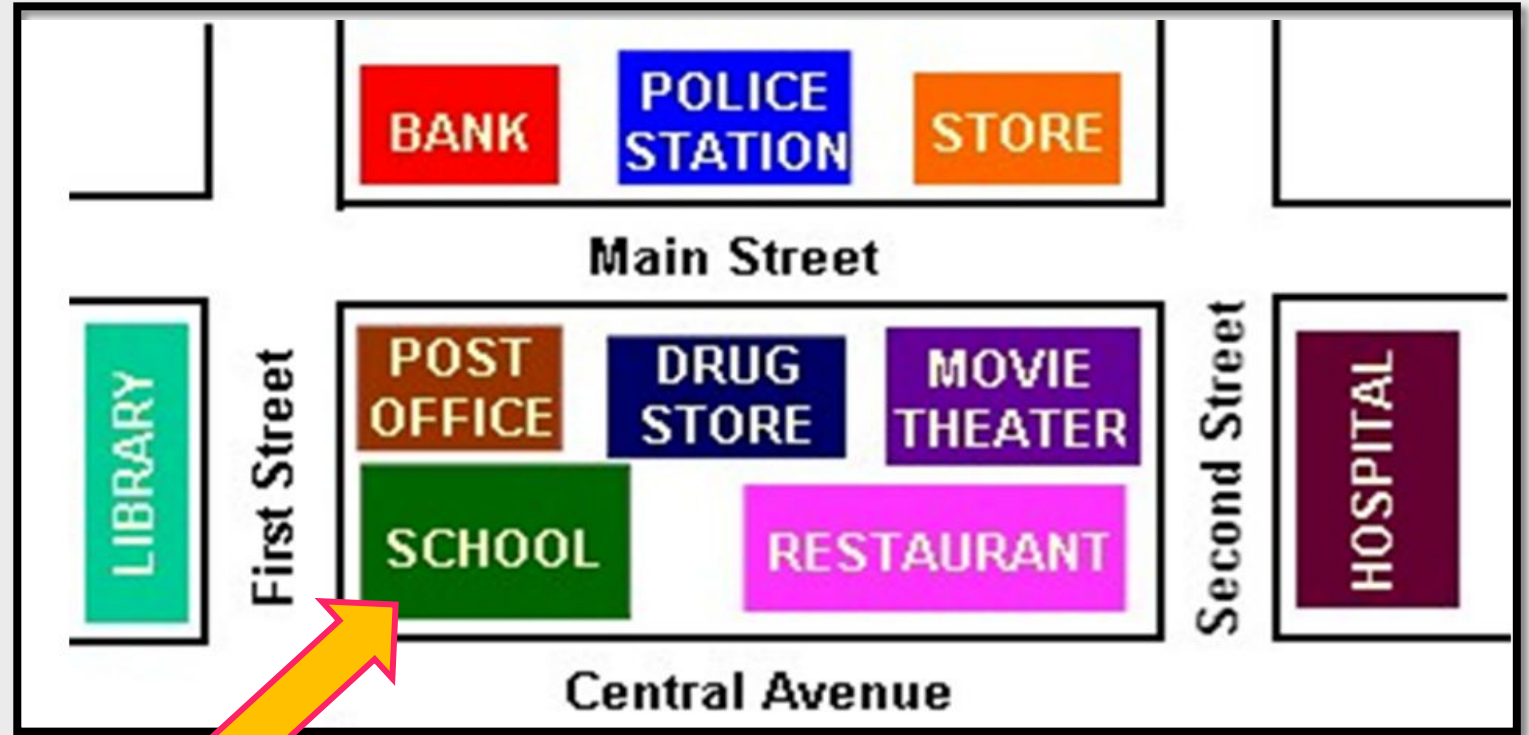 BANK
POLICE
STATION
STORE
Main Street
LIBRARY
First Street
POST
OFFICE
DRUG
STORE
MOVIE
THEATER
Second Street
HOSPITAL
SCHOOL
RESTAURANT
Central Avenue